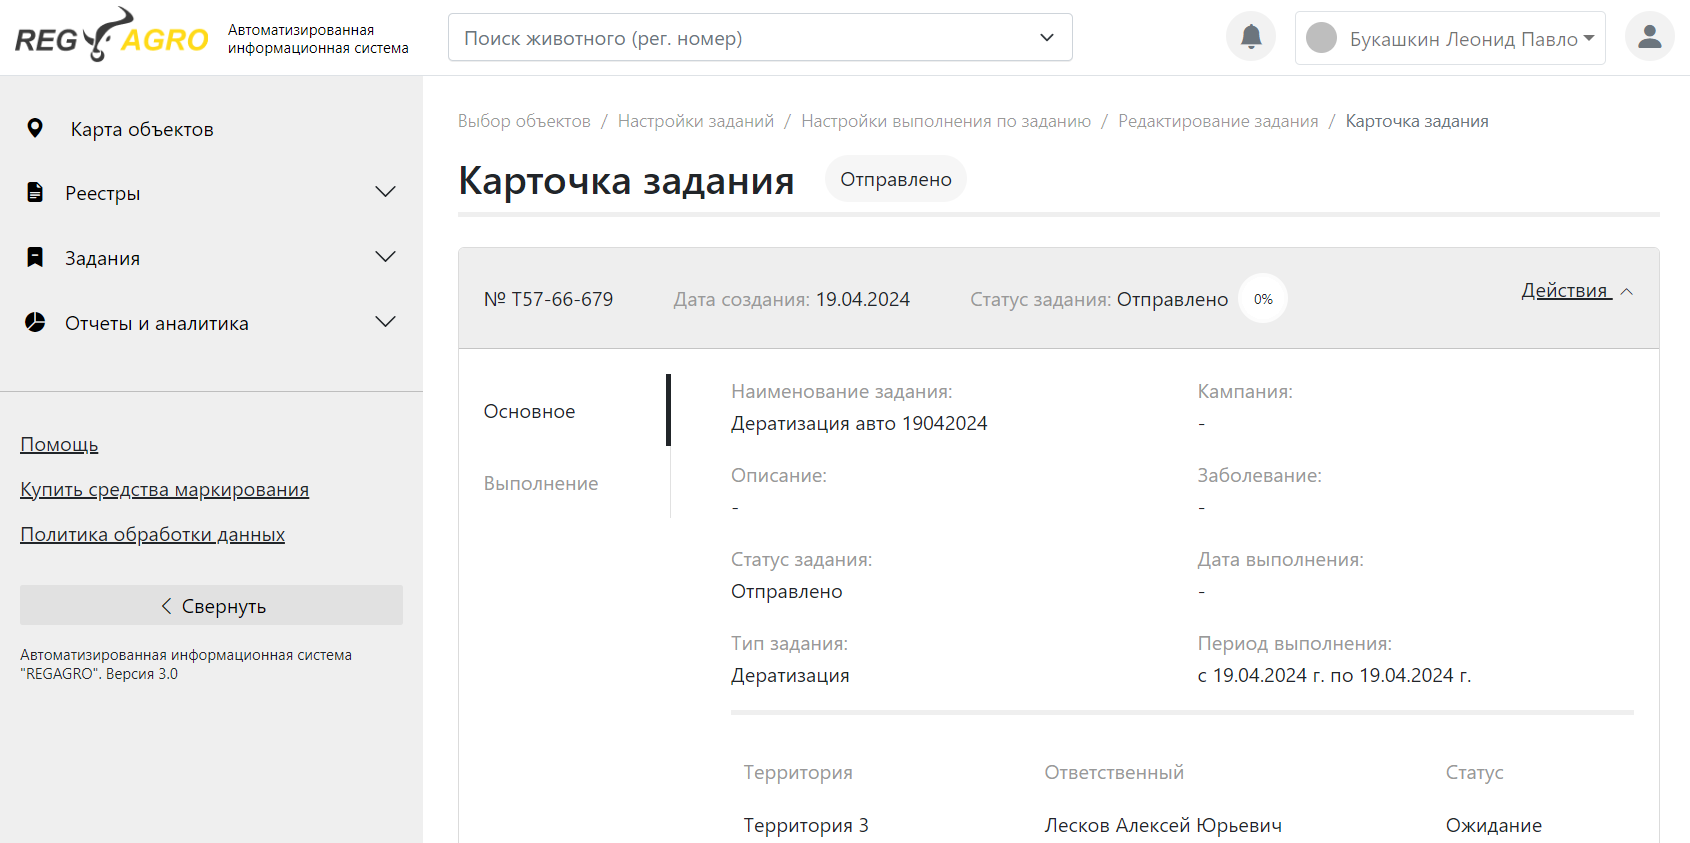 REG AGRO
Автоматизированная
информационная система
Поиск животного (рег. номер)
Букашкин Леонид Павло
Карта объектов
Реестры
Задания
Отчеты и аналитика
Помощь
Купить средства маркирования
Политика обработки данных
Свернуть
Автоматизированная информационная система
"REGAGRO". Версия 3.0
Выбор объектов / Настройки заданий / Настройки выполнения по заданию / Редактирование задания / Карточка задания
Карточка задания Отправлено
№ Т57-66-679 Дата создания: 19.04.2024 Статус задания: Отправлено 0% Действия
Основное
Выполнение
Наименование задания:
Дератизация авто 19042024
Кампания:
-
Описание:
-
Заболевание:
-
Статус задания:
Отправлено
Дата выполнения:
-
Тип задания:
Дератизация
Период выполнения:
с 19.04.2024 г. по 19.04.2024 г.
Территория Ответственный Статус
Территория 3 Лесков Алексей Юрьевич Ожидание